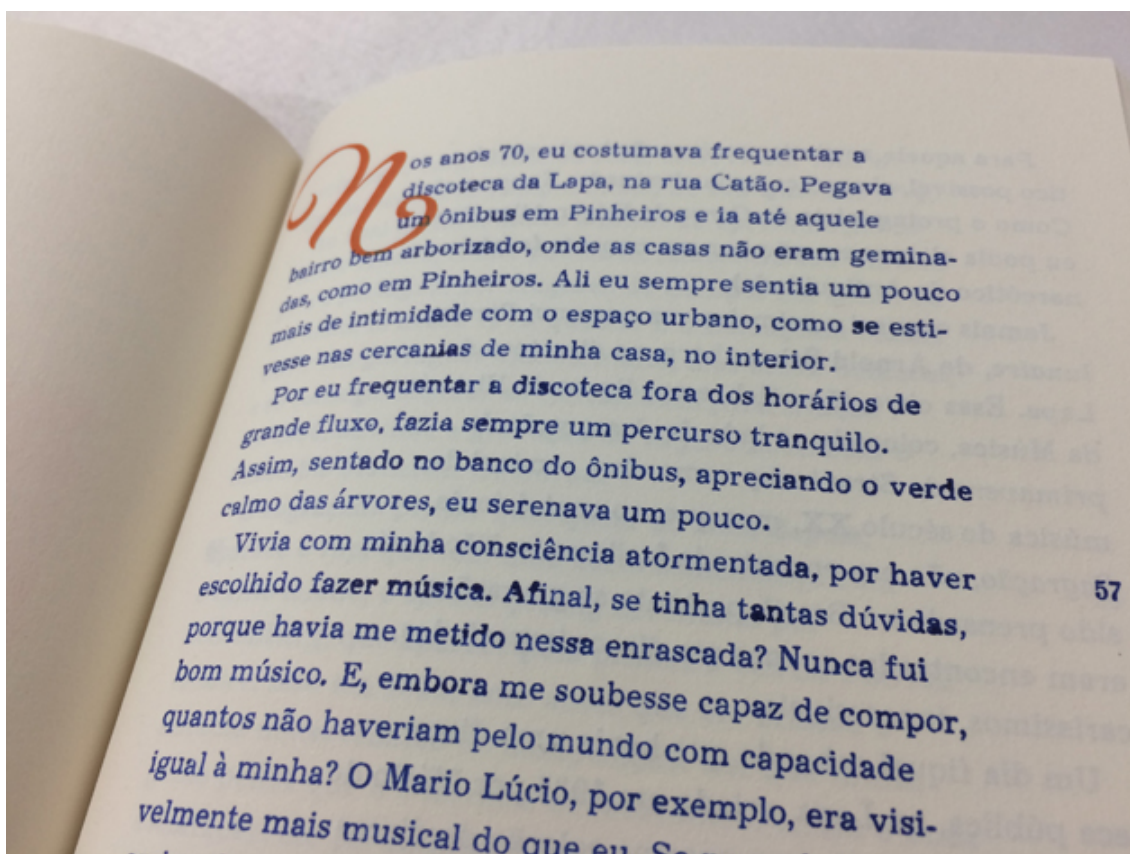 Nos anos 70, eu costumava frequentar a
discoteca da Lapa, na rua Catão. Pegava
um ônibus em Pinheiros e ia até aquele
bairro bem arborizado, onde as casas não eram gemina-
das, como em Pinheiros. Ali eu sempre sentia um pouco
mais de intimidade com o espaço urbano, como se esti-
vesse nas cercanias de minha casa, no interior.
Por eu frequentar a discoteca fora dos horários de
grande fluxo, fazia sempre um percurso tranquilo.
Assim, sentado no banco do ônibus, apreciando o verde
calmo das árvores, eu serenava um pouco.
Vivia com minha consciência atormentada, por haver
escolhido fazer música. Afinal, se tinha tantas dúvidas,
porque havia me metido nessa enrascada? Nunca fui
bom músico. E, embora me soubesse capaz de compor,
quantos não haveriam pelo mundo com capacidade
igual à minha? O Mario Lúcio, por exemplo, era visi-
velmente mais musical do que eu.
57